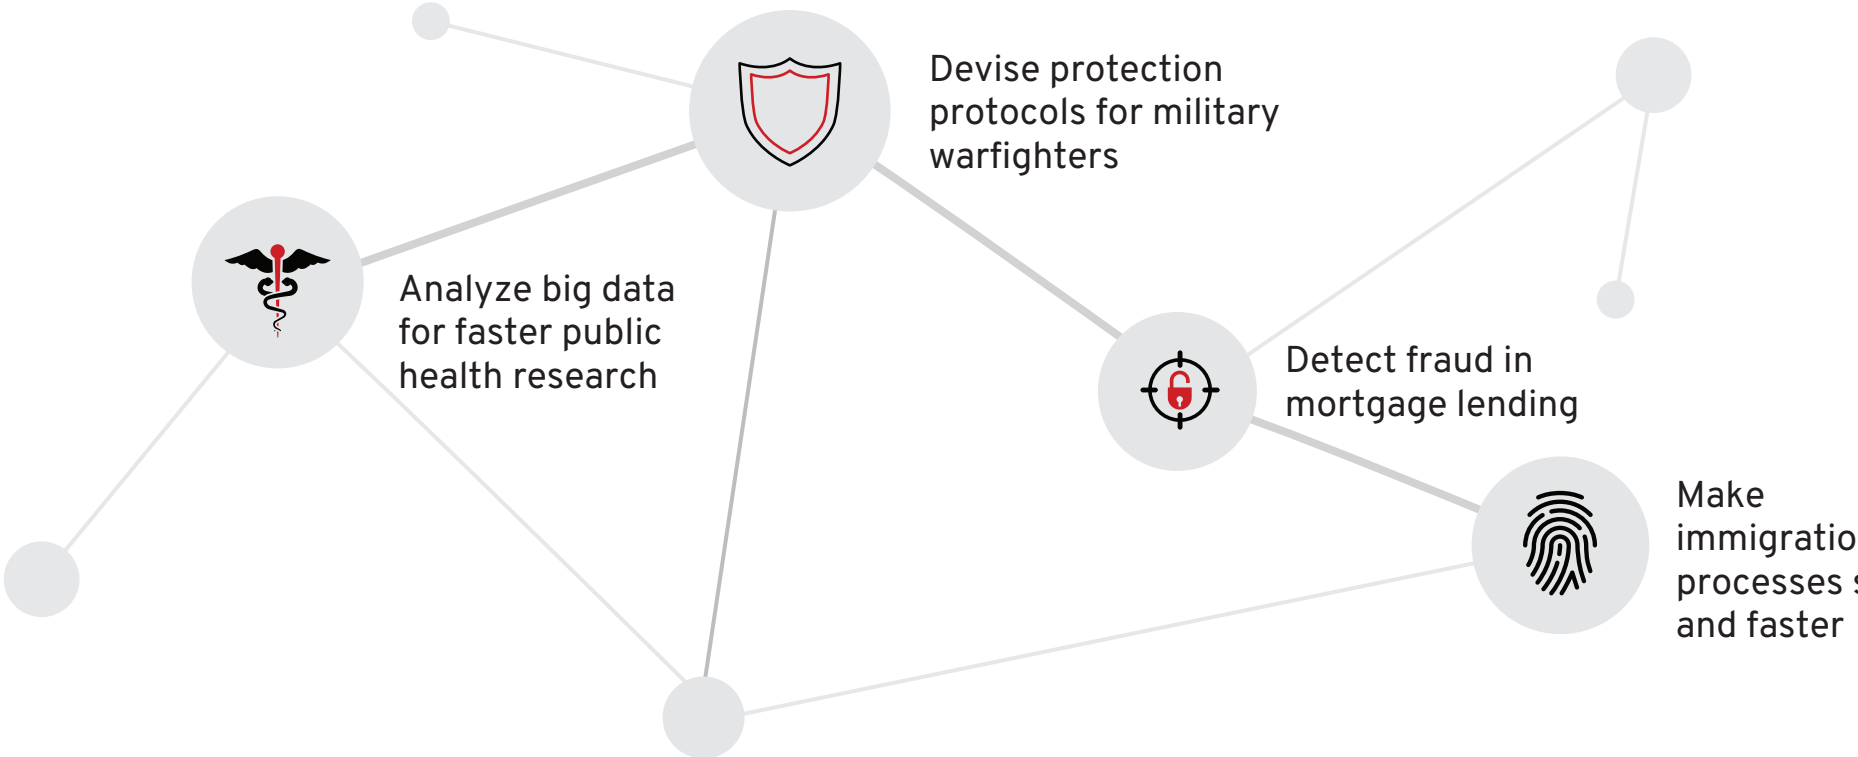 Devise protection
protocols for military
warfighters
Analyze big data
for faster public
health research
Detect fraud in
mortgage lending
Make
processes
and faster